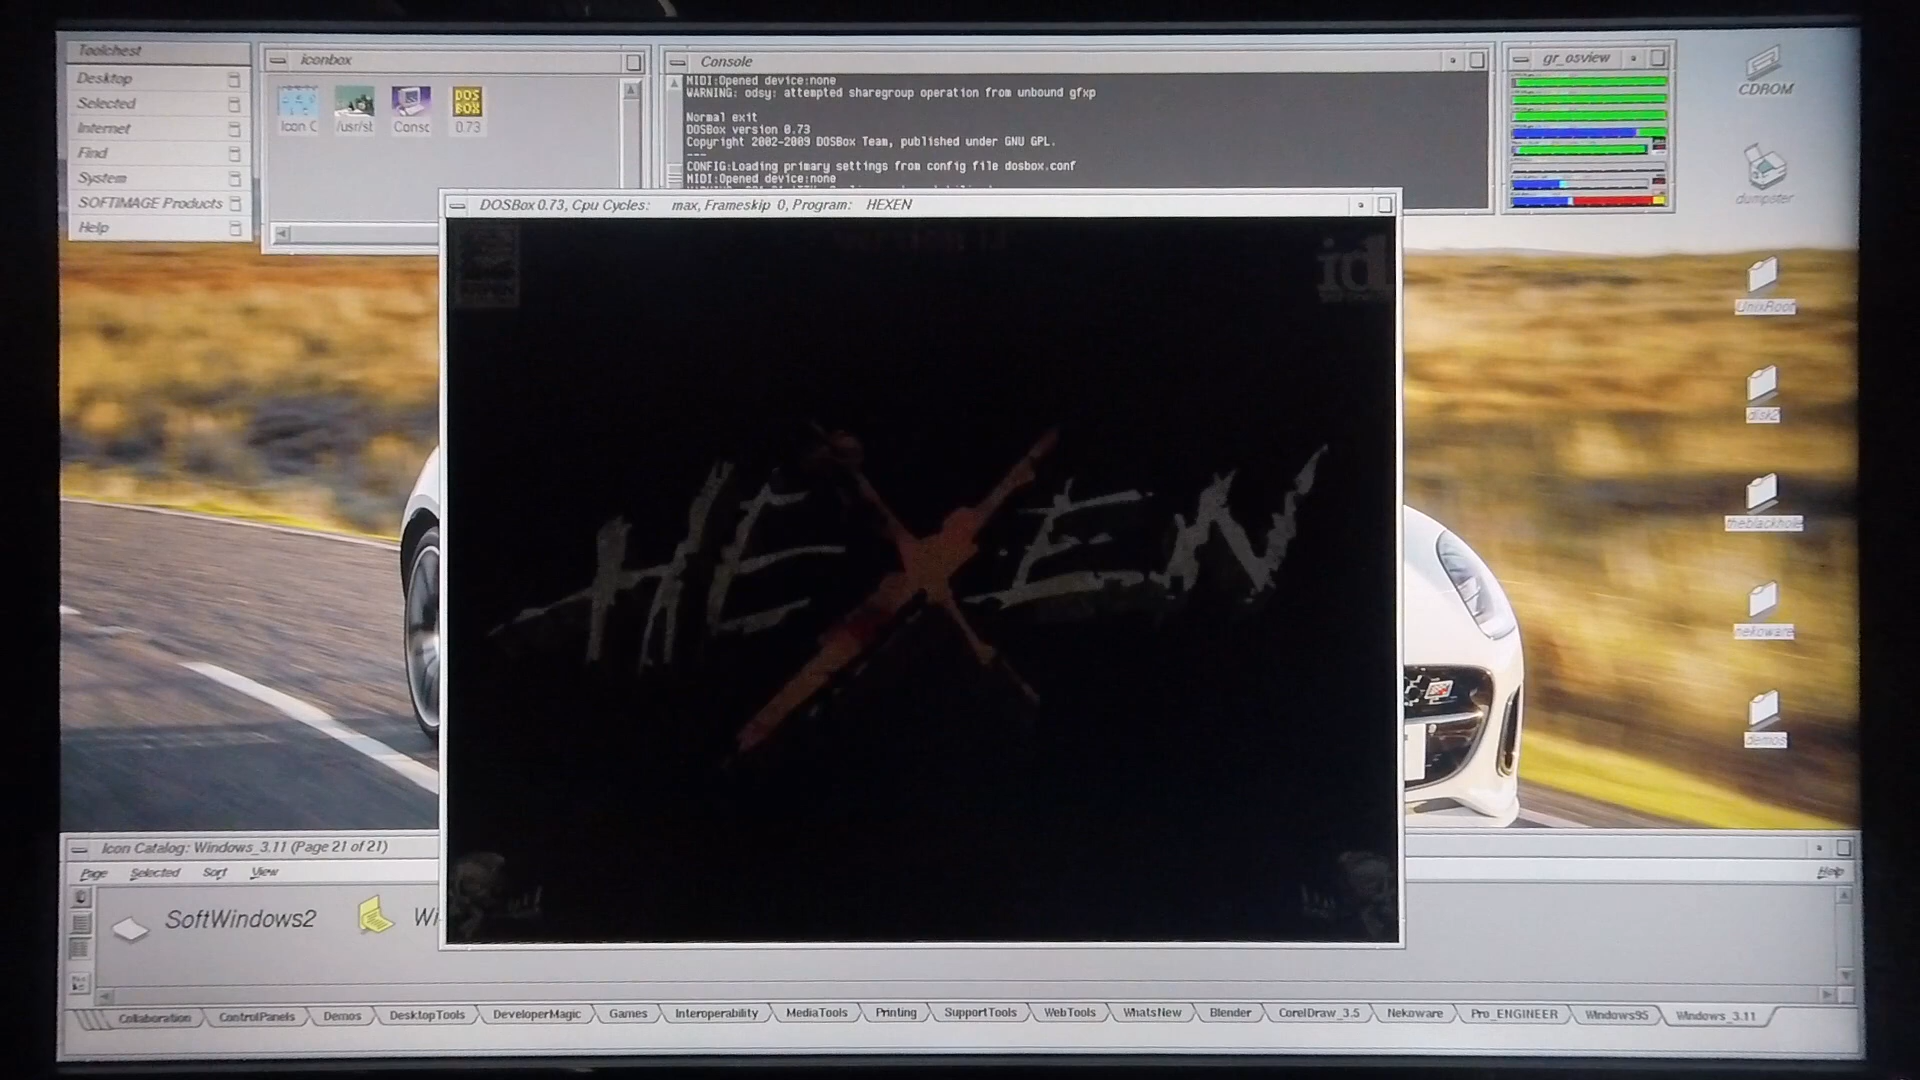 Toolchest
Desktop
Selected
Internet
Find
System
SOFTIMAGE Products
Help
iconbox
Icon C
/usr/st
Consc
DOS BOX
0.73
Console
MIDI:Opened device:none
WARNING: odsy: attempted sharegroup operation from unbound gfxp
Normal exit
DOSBox version 0.73
Copyright 2002-2009 DOSBox Team, published under GNU GPL.
---
CONFIG:Loading primary settings from config file dosbox.conf
MIDI:Opened device:none
gr_osview
CDROM
dumpster
UnixRoot
disk2
theblackhole
nekoware
demos
DOSBox 0.73, Cpu Cycles: max, Frameskip 0, Program: HEXEN
id
HEXEN
Icon Catalog: Windows_3.11 (Page 21 of 21)
Page Selected Sort View Help
SoftWindows2 Wi
Collaboration ControlPanels Demos DesktopTools DeveloperMagic Games Interoperability MediaTools Printing SupportTools WebTools WhatsNew Blender CorelDraw_3.5 Nekoware Pro_ENGINEER Windows95 Windows_3.11